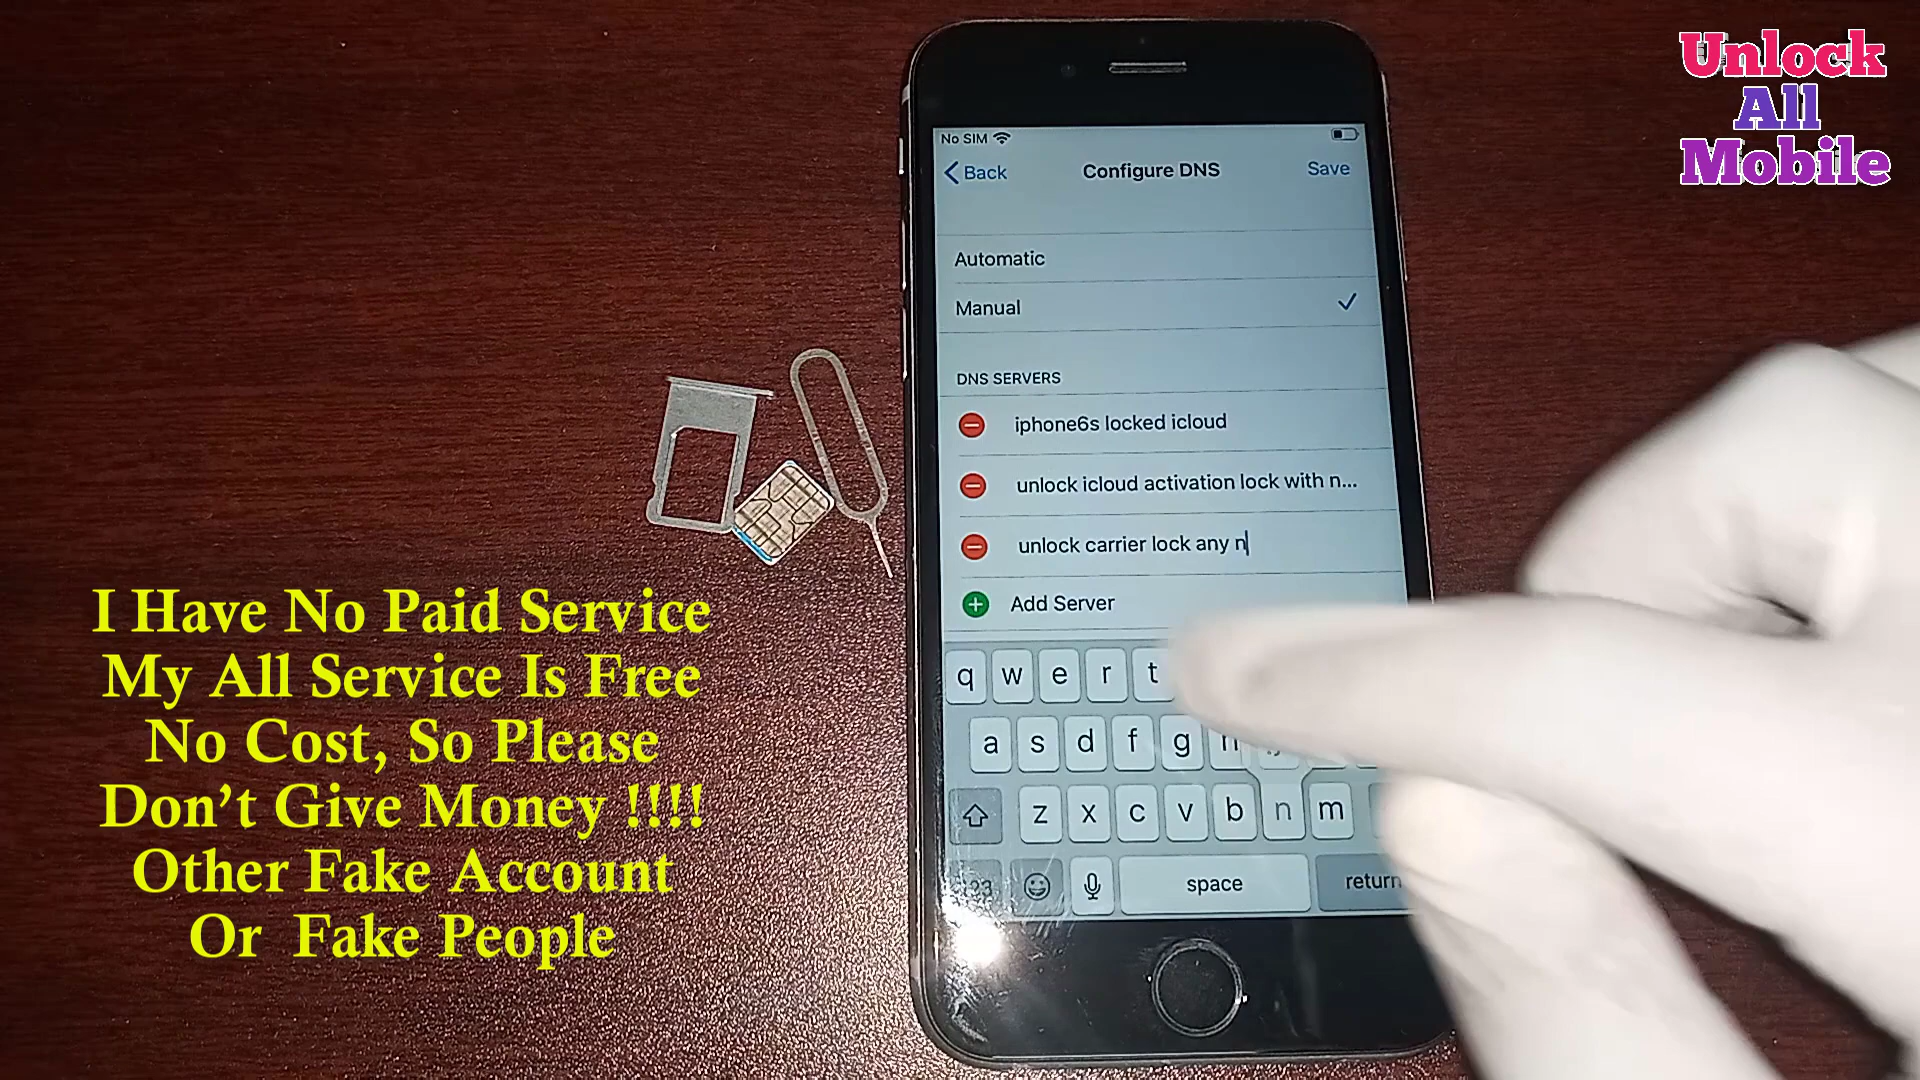 Unlock
All
Mobile
No SIM
Back
Configure DNS
Save
Automatic
Manual
DNS SERVERS
iphone6s locked icloud
unlock icloud activation lock with n...
unlock carrier lock any n
Add Server
q w e r t
a s d f g h
z x c v b n m
123
space
return
I Have No Paid Service
My All Service Is Free
No Cost, So Please
Don't Give Money !!!!
Other Fake Account
Or Fake People